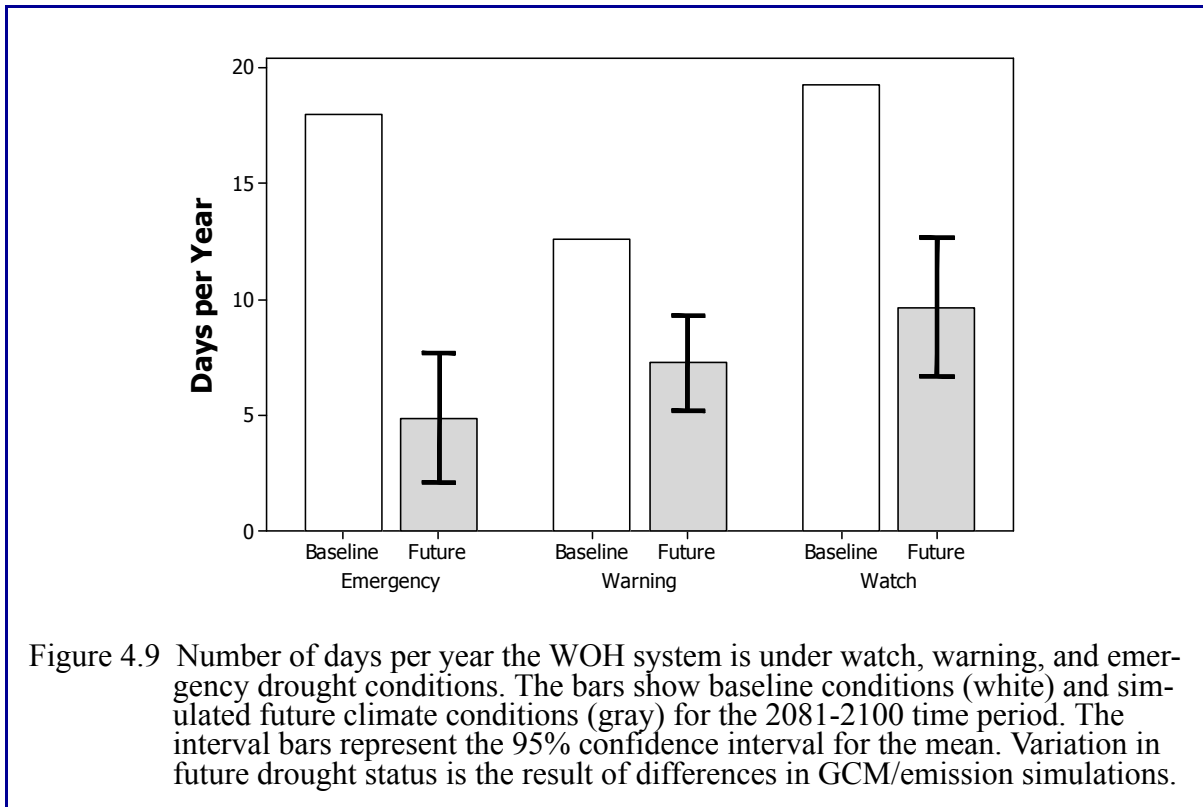 20
15
10
5
0
Days per Year
Baseline Future Baseline Future Baseline Future
Emergency Warning Watch
Figure 4.9 Number of days per year the WOH system is under watch, warning, and emer-
gency drought conditions. The bars show baseline conditions (white) and sim-
ulated future climate conditions (gray) for the 2081-2100 time period. The
interval bars represent the 95% confidence interval for the mean. Variation in
future drought status is the result of differences in GCM/emission simulations.